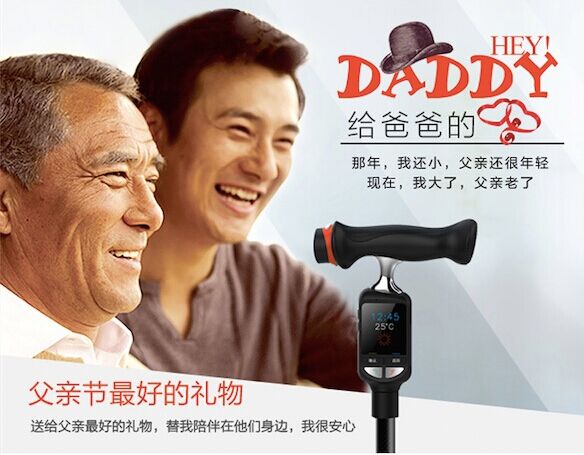 HEY!
DADDY
给爸爸的
那年，我还小，父亲还很年轻
现在，我大了，父亲老了
12:45
25°C
父亲节最好的礼物
送给父亲最好的礼物，替我陪伴在他们身边，我很安心